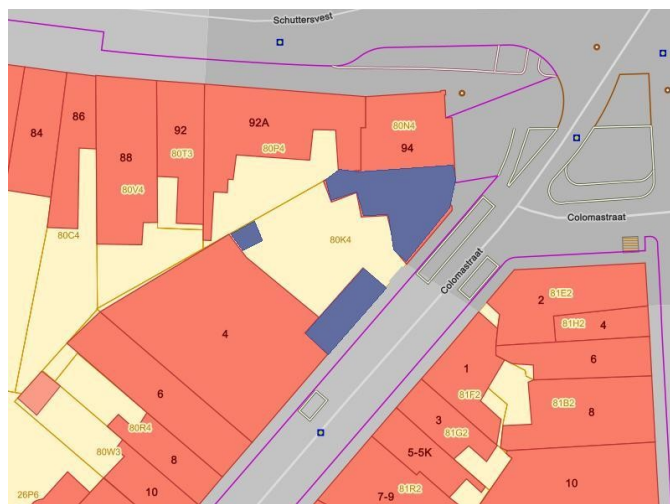 Schuttersvest
84
86
88
92
92A
94
80V4
80T3
80P4
80N4
80C4
80K4
Colomastraat
Colomastraat
4
6
8
10
80R4
80W3
26P6
2
81E2
4
81H2
6
81B2
8
10
1
81F2
3
81G2
5-5K
81R2
7-9